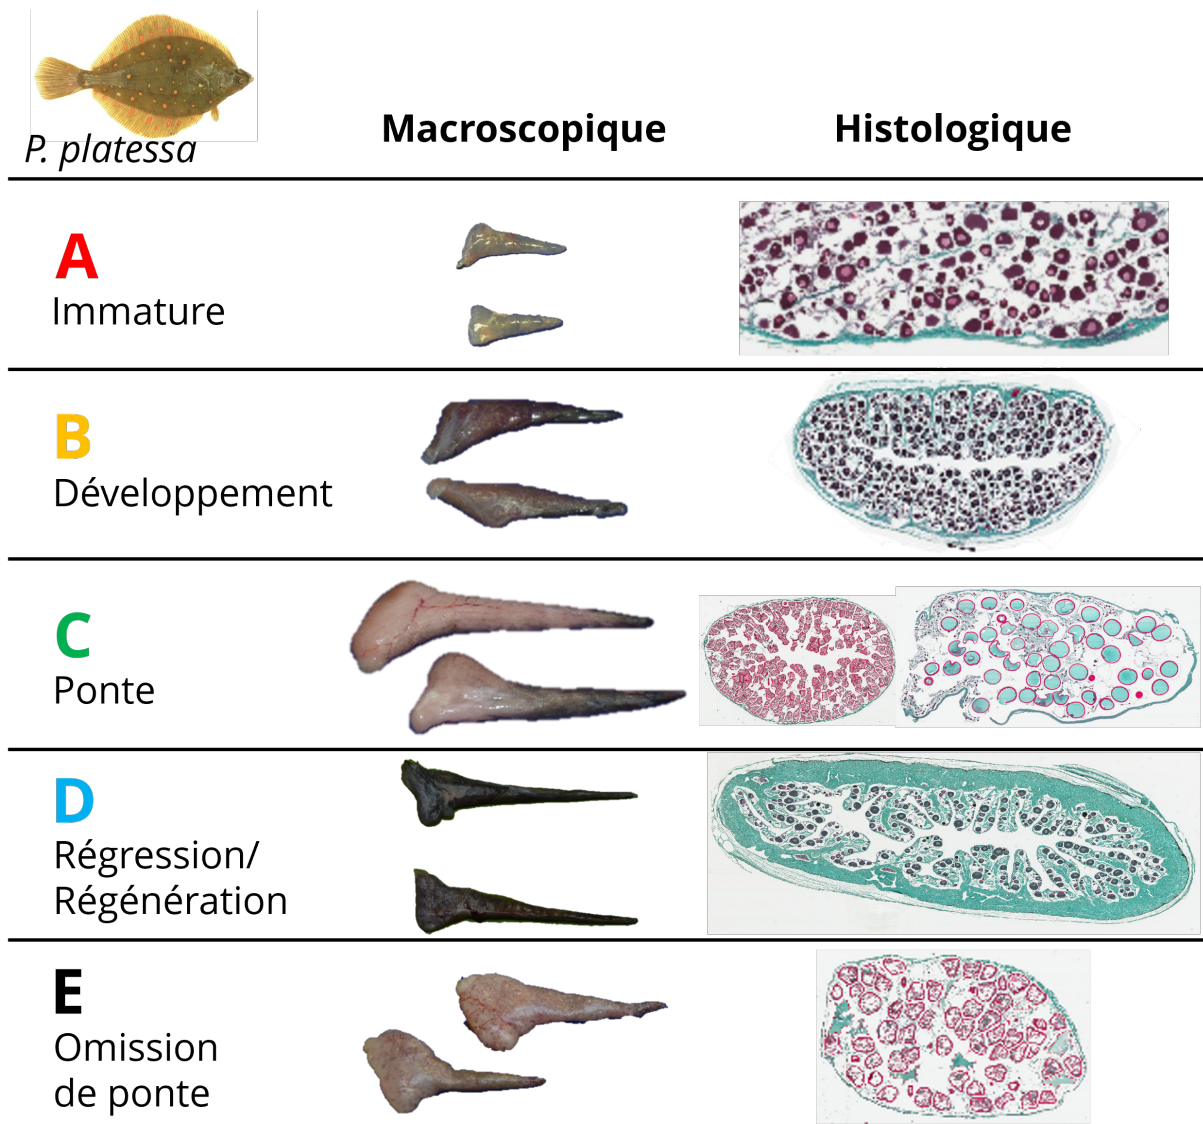 P. platessa
Macroscopique
Histologique
A
Immature
B
Développement
C
Ponte
D
Régression/
Régénération
E
Omission
de ponte